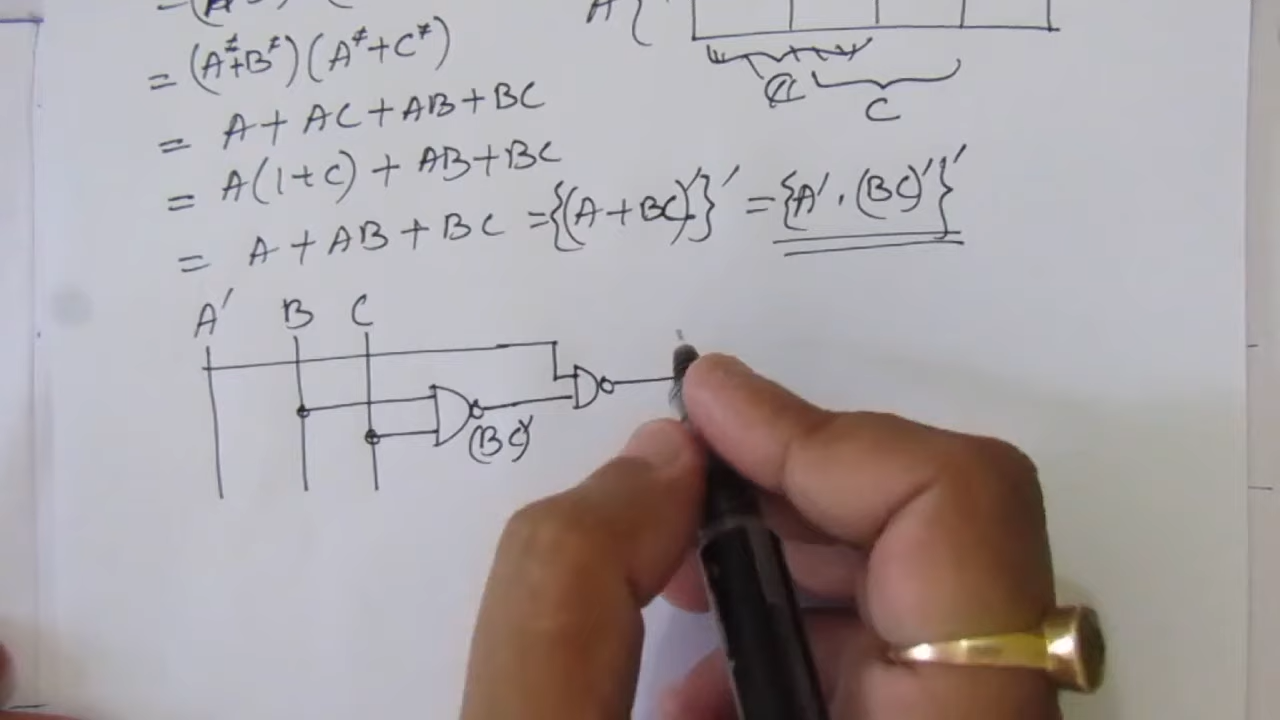 = (A≠+B≠)(A≠+C≠)
= A + AC + AB + BC
= A(1+C) + AB + BC
= A + AB + BC = {(A+BC)'}' = {A'.(BC)'}'
A {
C
A' B C
(BC)'